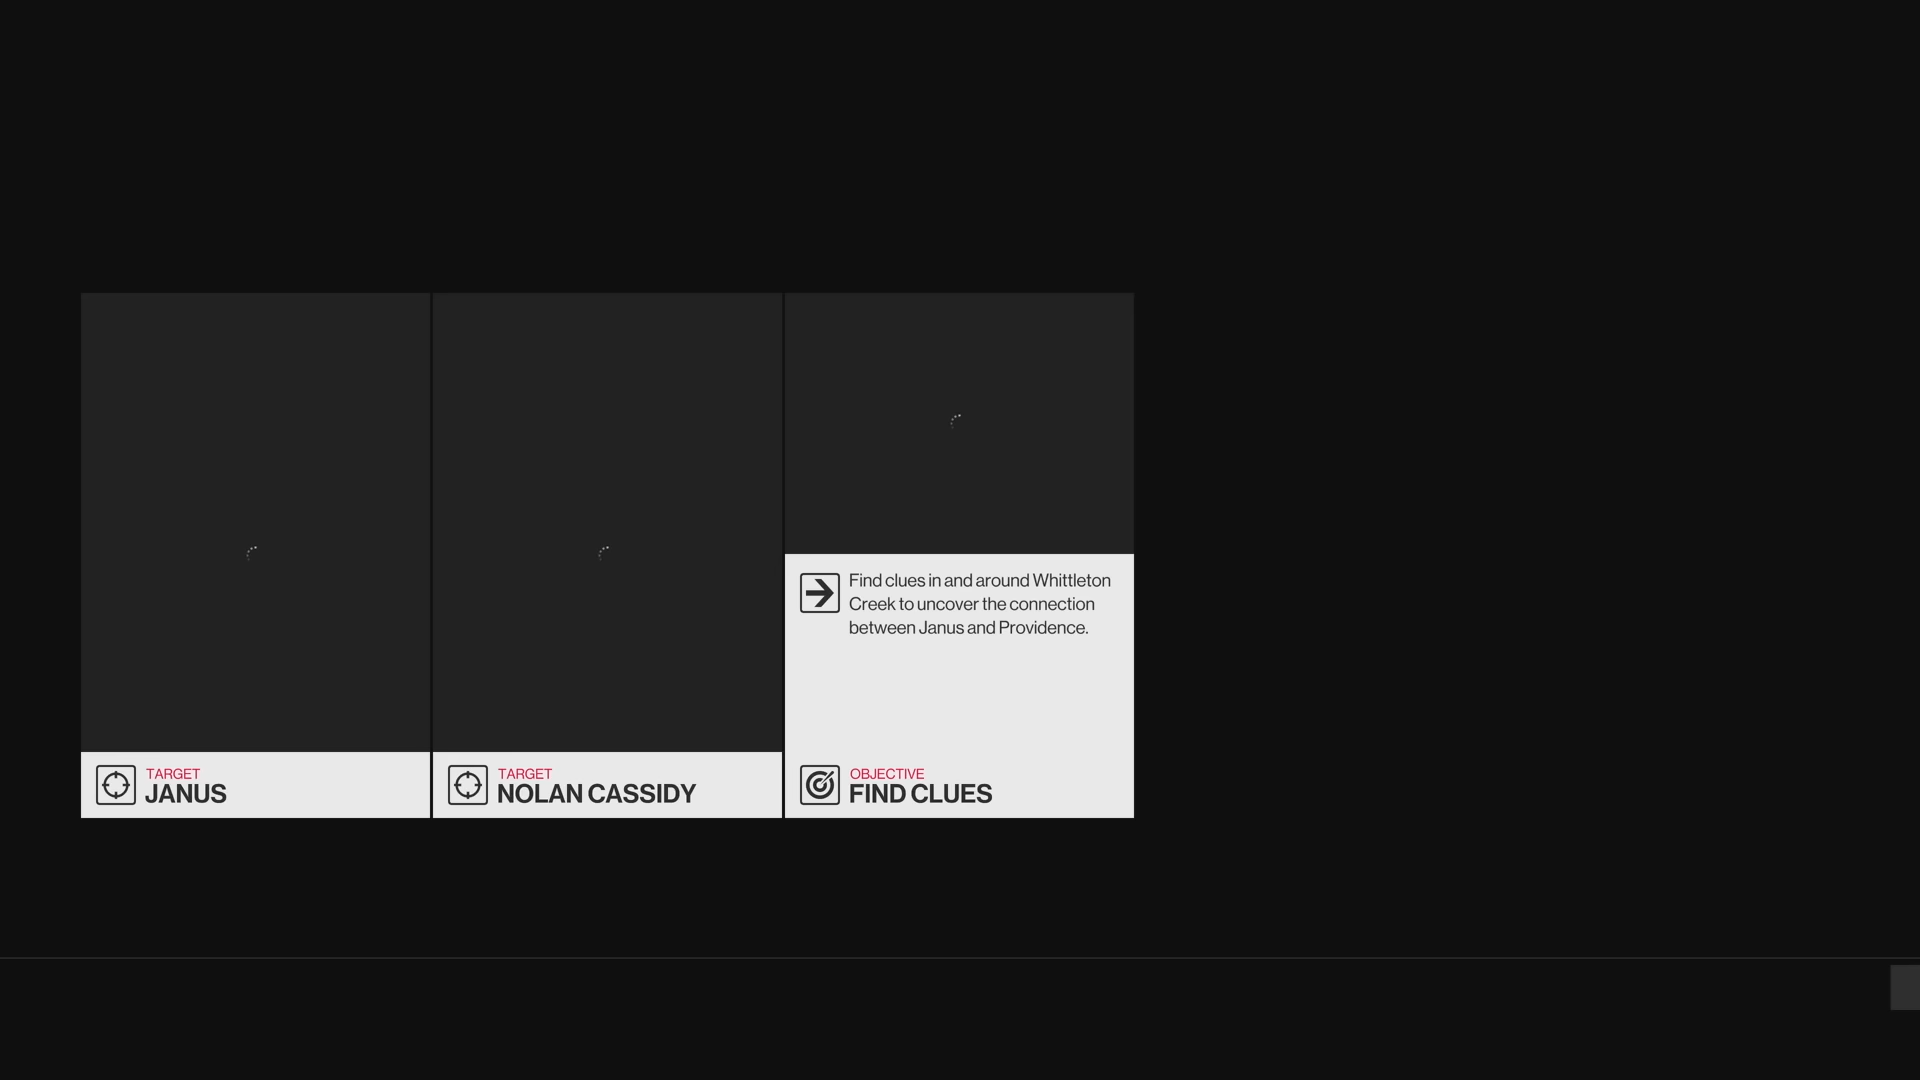 TARGET
JANUS
TARGET
NOLAN CASSIDY
Find clues in and around Whittleton
Creek to uncover the connection
between Janus and Providence.
OBJECTIVE
FIND CLUES